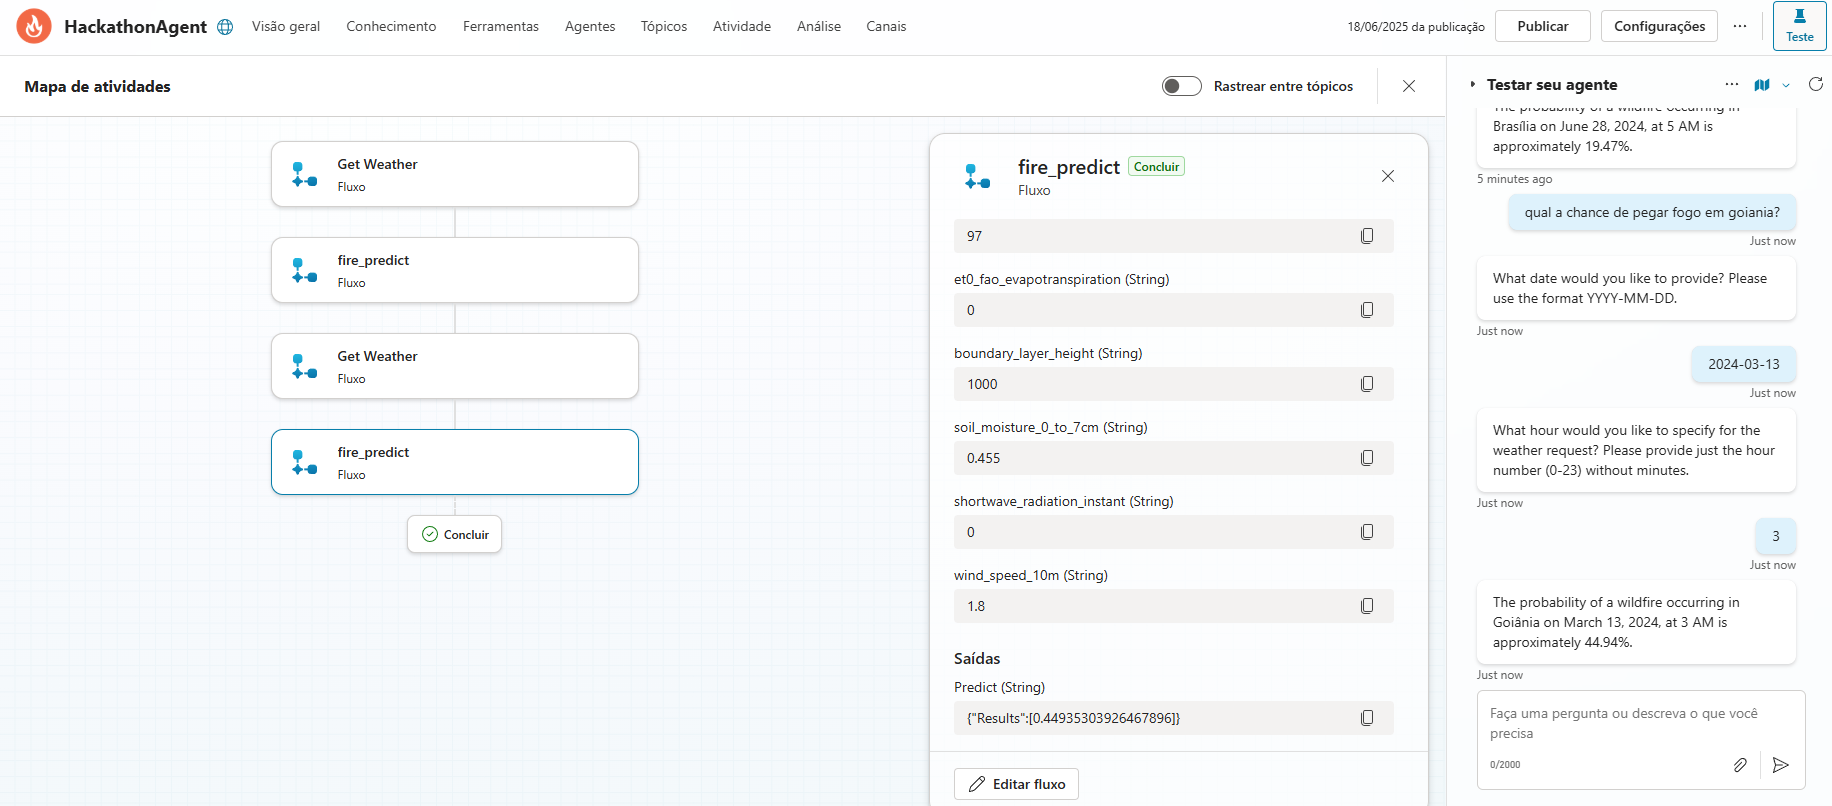 HackathonAgent
Visão geral
Conhecimento
Ferramentas
Agentes
Tópicos
Atividade
Análise
Canais
18/06/2025 da publicação
Publicar
Configurações
Teste
Mapa de atividades
Rastrear entre tópicos
Get Weather
Fluxo
fire_predict
Fluxo
Get Weather
Fluxo
fire_predict
Fluxo
Concluir
fire_predict
Concluir
Fluxo
97
et0_fao_evapotranspiration (String)
0
boundary_layer_height (String)
1000
soil_moisture_0_to_7cm (String)
0.455
shortwave_radiation_instant (String)
0
wind_speed_10m (String)
1.8
Saídas
Predict (String)
{"Results":[0.44935303926467896]}
Editar fluxo
Testar seu agente
The probability of a wildfire occurring in
Brasília on June 28, 2024, at 5 AM is
approximately 19.47%.
5 minutes ago
qual a chance de pegar fogo em goiania?
Just now
What date would you like to provide? Please
use the format YYYY-MM-DD.
Just now
2024-03-13
Just now
What hour would you like to specify for the
weather request? Please provide just the hour
number (0-23) without minutes.
Just now
3
Just now
The probability of a wildfire occurring in
Goiânia on March 13, 2024, at 3 AM is
approximately 44.94%.
Just now
Faça uma pergunta ou descreva o que você
precisa
0/2000